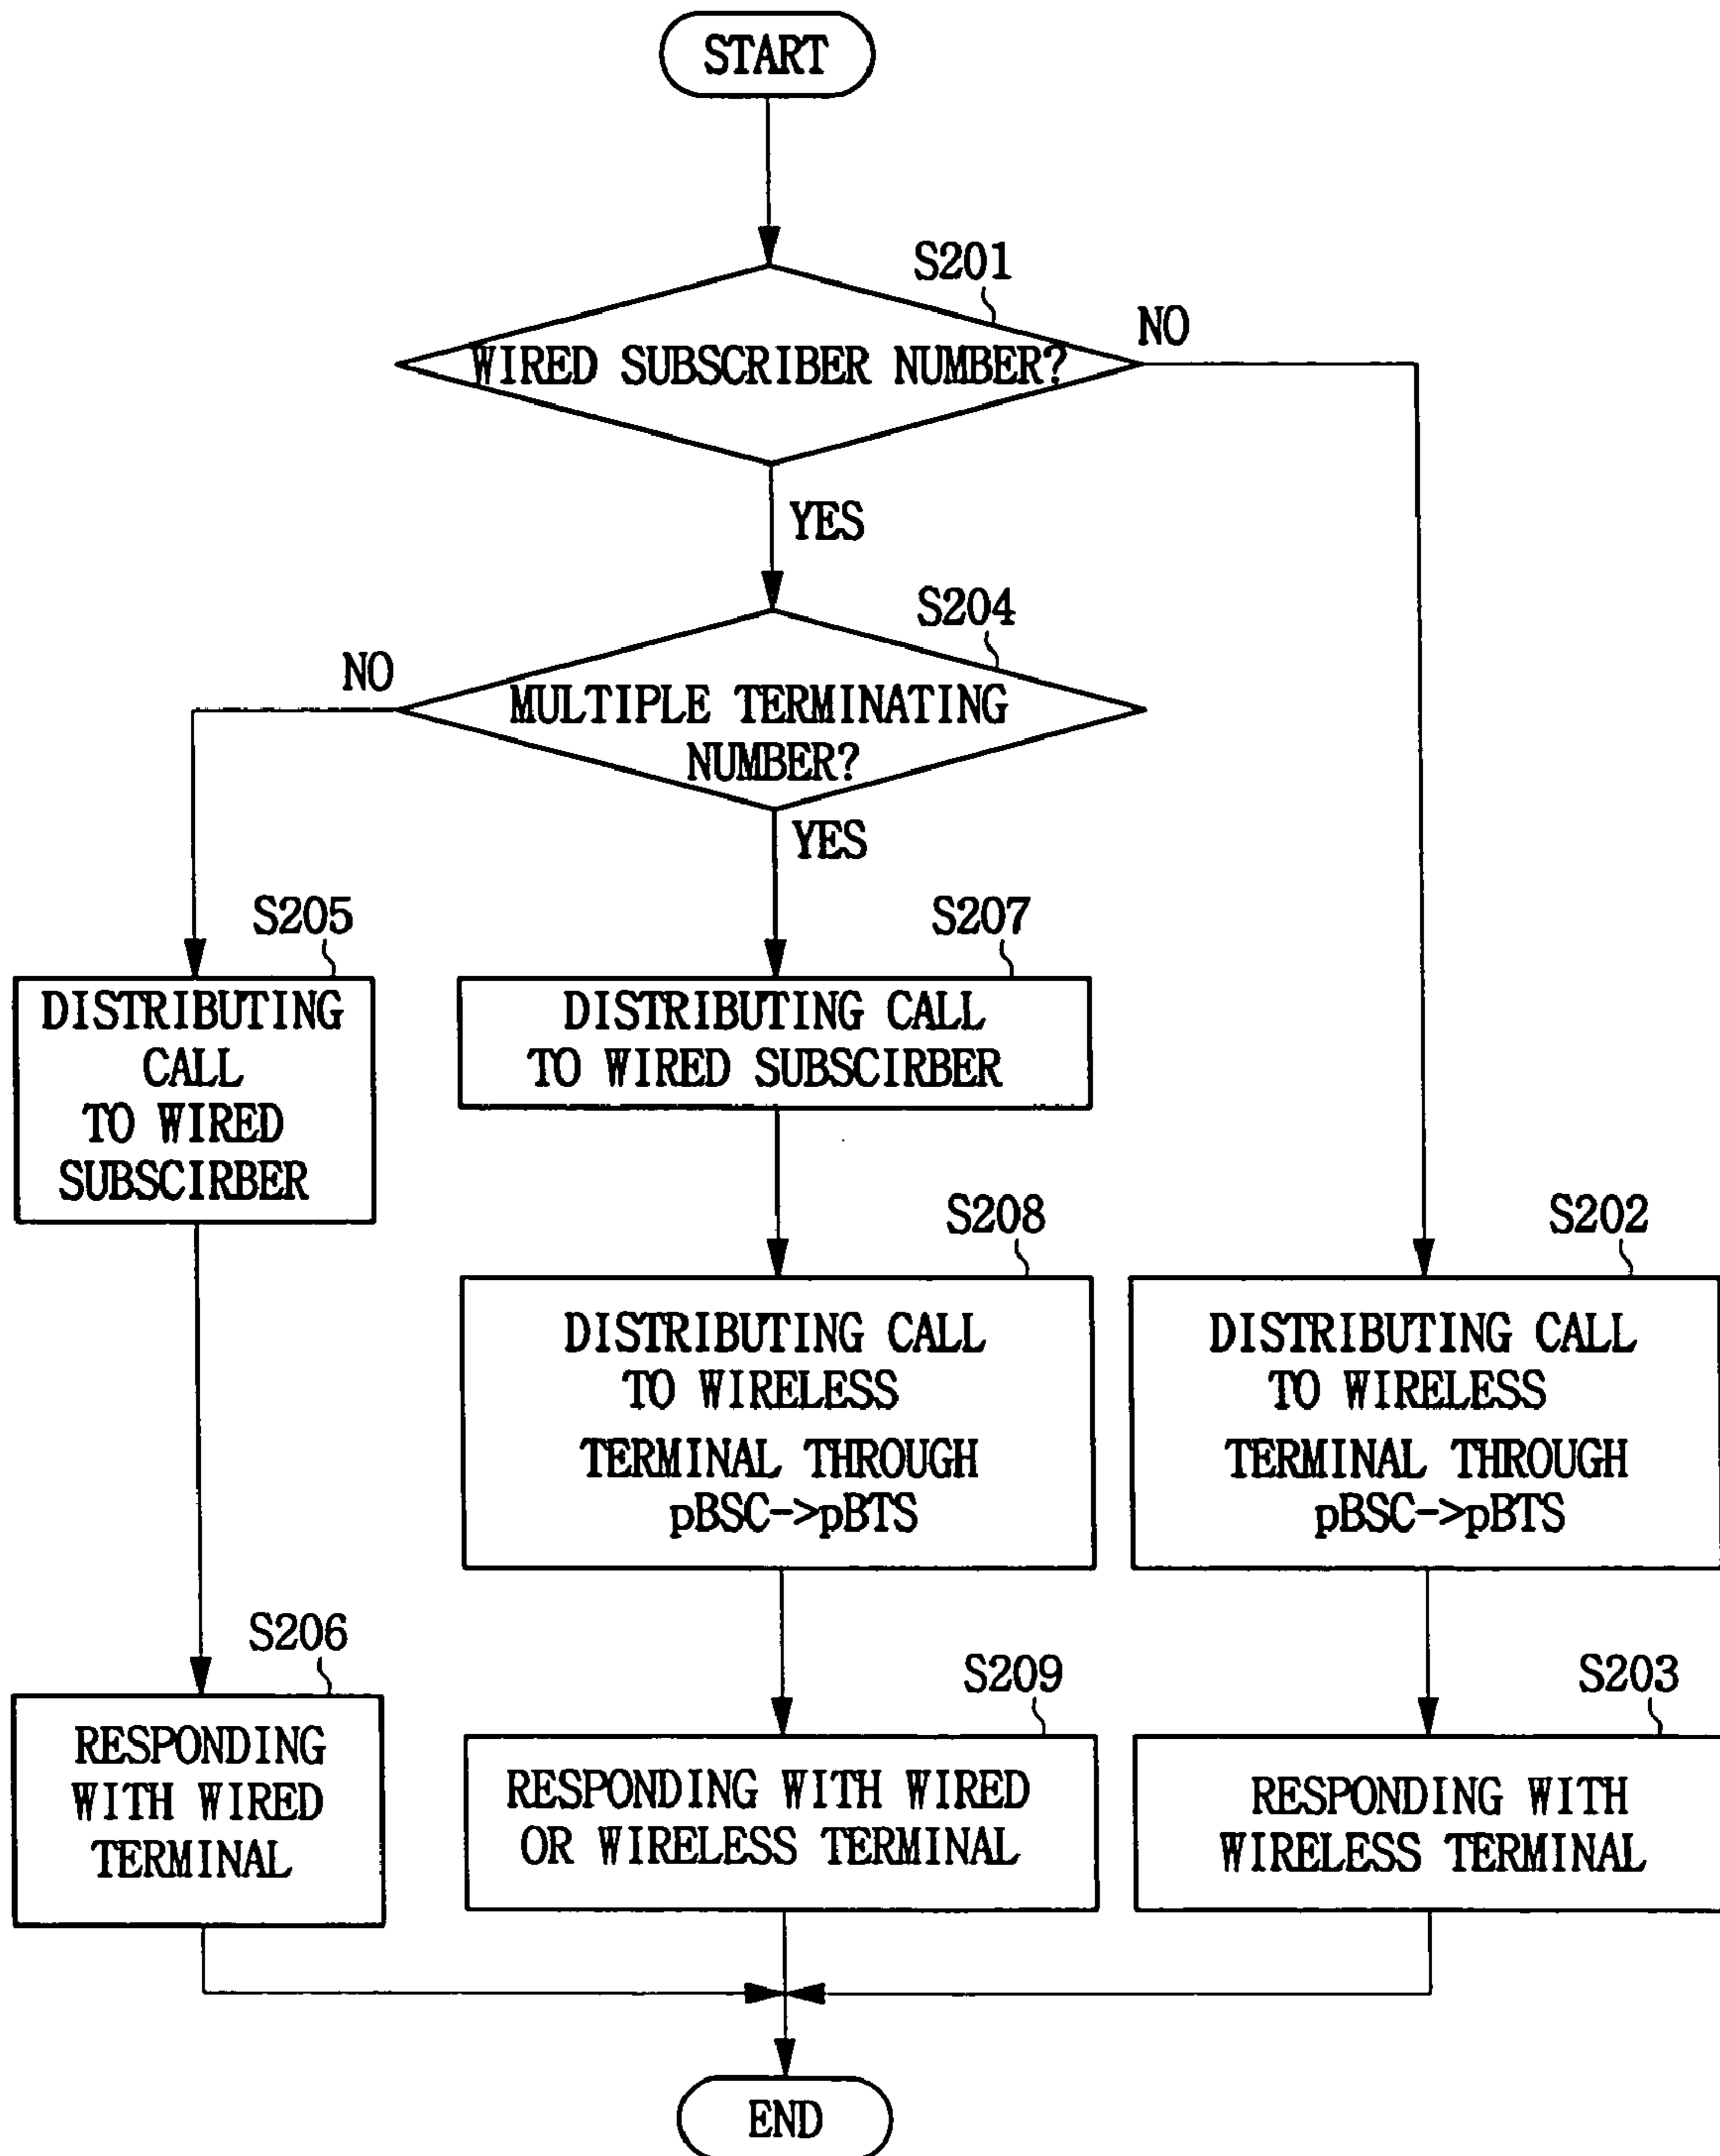 START
S201
NO
WIRED SUBSCRIBER NUMBER?
YES
S204
NO
MULTIPLE TERMINATING
NUMBER?
YES
S205
DISTRIBUTING
CALL
TO WIRED
SUBSCIRBER
S207
DISTRIBUTING CALL
TO WIRED SUBSCIRBER
S208
DISTRIBUTING CALL
TO WIRELESS
TERMINAL THROUGH
pBSC->pBTS
S202
DISTRIBUTING CALL
TO WIRELESS
TERMINAL THROUGH
pBSC->pBTS
S206
RESPONDING
WITH WIRED
TERMINAL
S209
RESPONDING WITH WIRED
OR WIRELESS TERMINAL
S203
RESPONDING WITH
WIRELESS TERMINAL
END